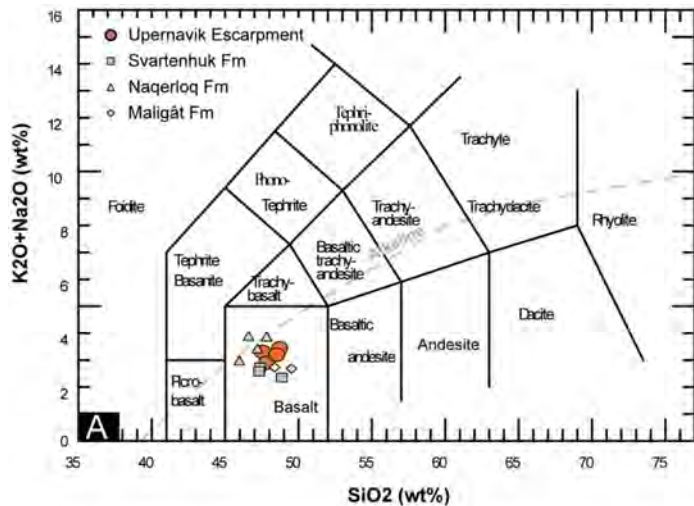 16
14
12
10
8
6
4
2
0
K2O+Na2O (wt%)
Upernavik Escarpment
Svartenhuk Fm
Naqerloq Fm
Maligât Fm
Tephri-
phonolite
Trachyte
Phono-
Tephrite
Foidite
Trachy-
andesite
Trachydacite
Rhyolite
Alkaline
Tephrite
Basanite
Basaltic
trachy-
andesite
Trachy-
basalt
Basaltic
andesite
Andesite
Dacite
Picro-
basalt
Basalt
A
35 40 45 50 55 60 65 70 75
SiO2 (wt%)